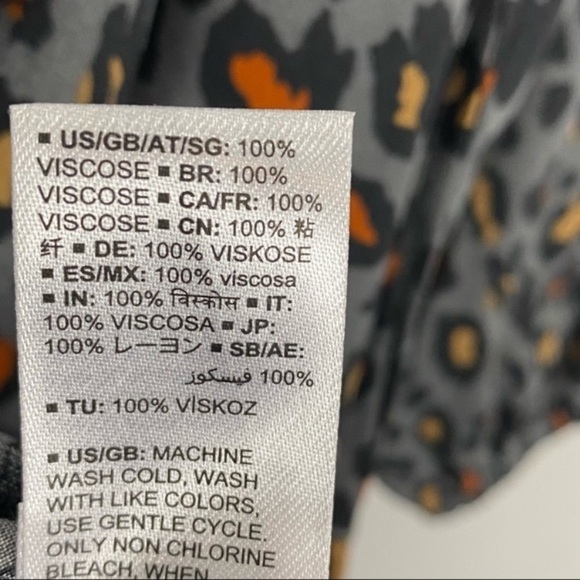 ▪ US/GB/AT/SG: 100%
VISCOSE ▪ BR: 100%
VISCOSE ▪ CA/FR: 100%
VISCOSE ▪ CN: 100% 粘
纤 ▪ DE: 100% VISKOSE
▪ ES/MX: 100% viscosa
▪ IN: 100% विस्कोस ▪ IT:
100% VISCOSA ▪ JP:
100% レーヨン ▪ SB/AE:
100% فيسكوز
▪ TU: 100% VİSKOZ
▪ US/GB: MACHINE
WASH COLD, WASH
WITH LIKE COLORS,
USE GENTLE CYCLE.
ONLY NON CHLORINE
BLEACH, WHEN